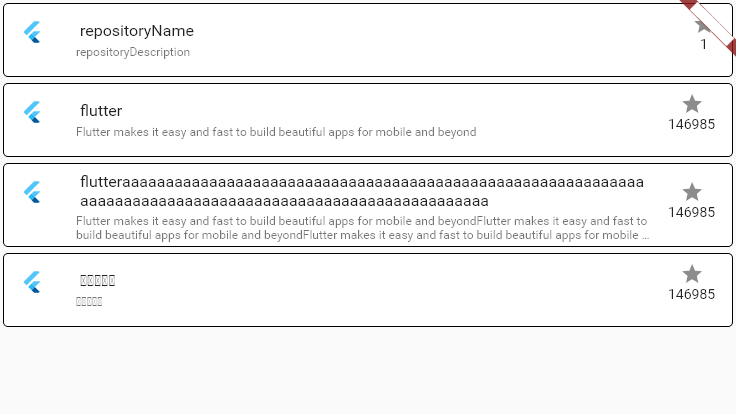 repositoryName
repositoryDescription
1
flutter
Flutter makes it easy and fast to build beautiful apps for mobile and beyond
146985
flutteraaaaaaaaaaaaaaaaaaaaaaaaaaaaaaaaaaaaaaaaaaaaaaaaaaaaaaaaaaaa
aaaaaaaaaaaaaaaaaaaaaaaaaaaaaaaaaaaaaaaaaaaaaaa
Flutter makes it easy and fast to build beautiful apps for mobile and beyondFlutter makes it easy and fast to
build beautiful apps for mobile and beyondFlutter makes it easy and fast to build beautiful apps for mobile ...
146985
146985